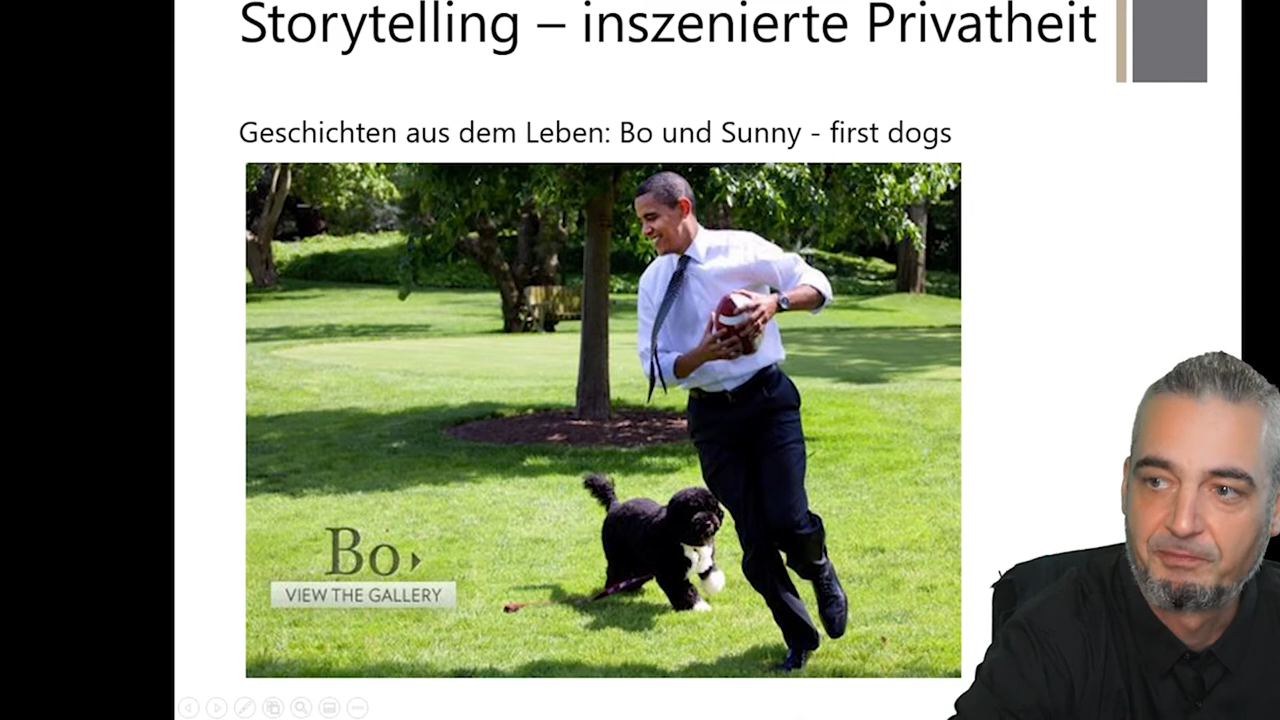 Storytelling – inszenierte Privatheit
Geschichten aus dem Leben: Bo und Sunny - first dogs
Bo
VIEW THE GALLERY